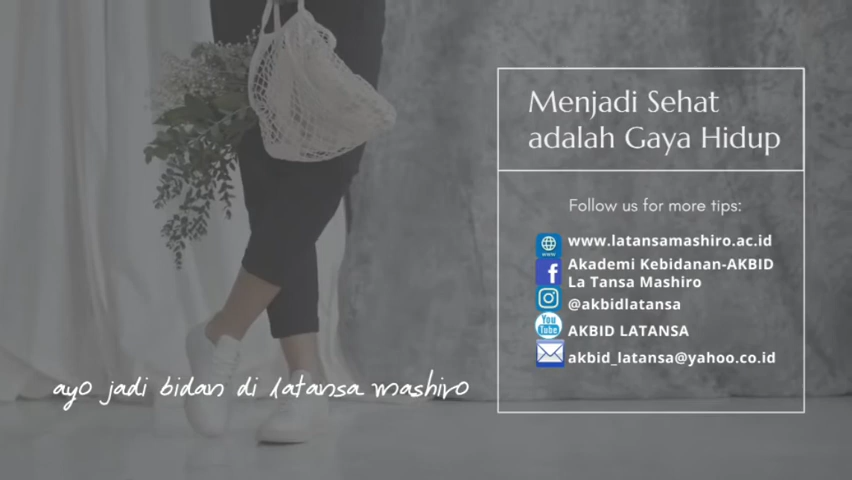 Menjadi Sehat
adalah Gaya Hidup
Follow us for more tips:
www.latansamashiro.ac.id
Akademi Kebidanan-AKBID
La Tansa Mashiro
@akbidlatansa
AKBID LATANSA
akbid_latansa@yahoo.co.id
ayo jadi bidan di latansa mashiro
www
You
Tube